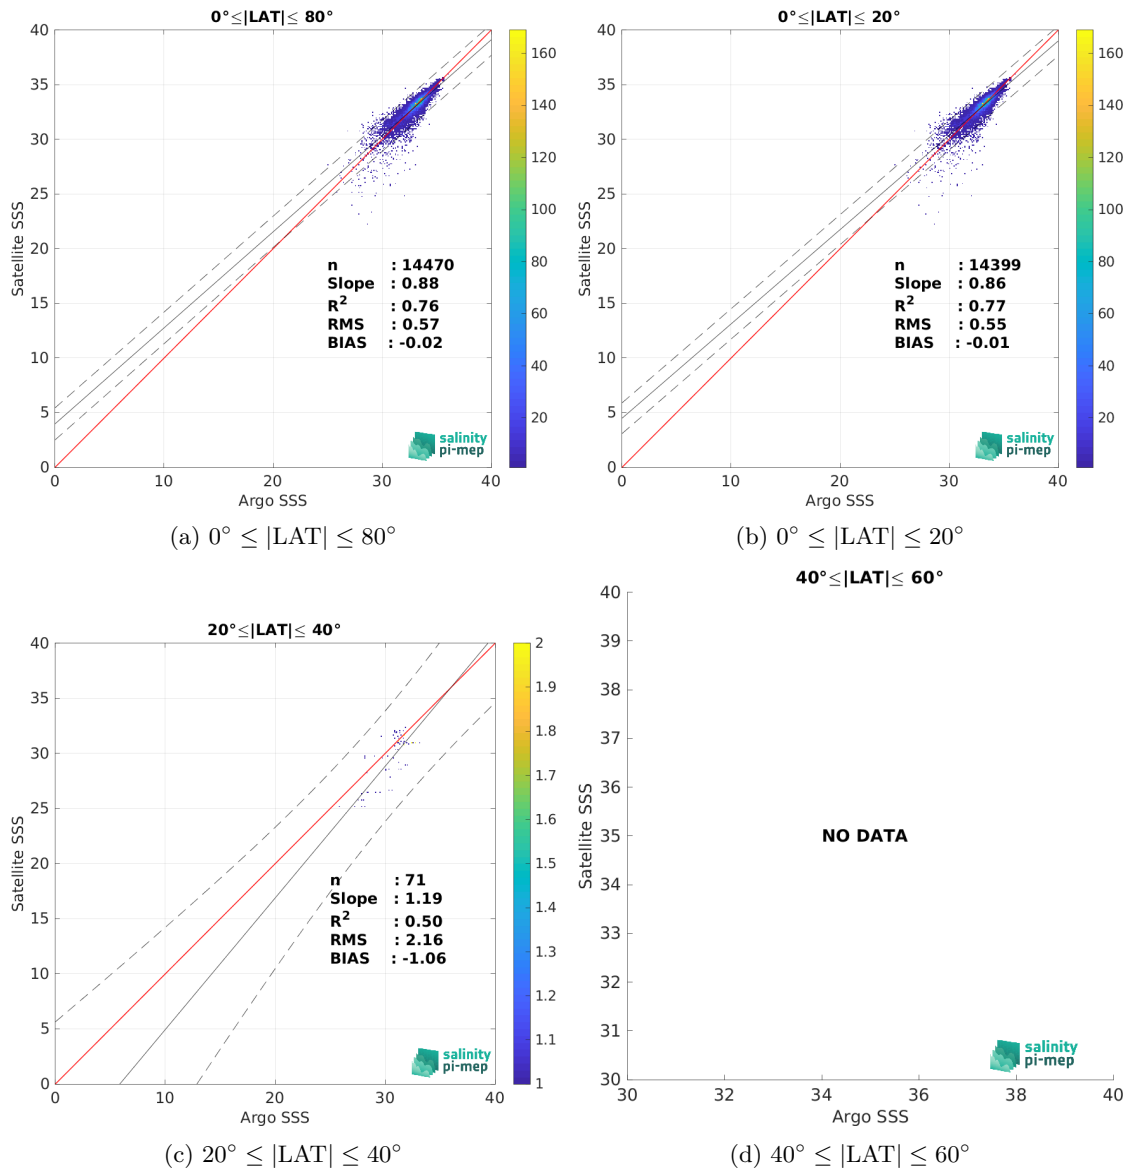 0°≤|LAT|≤ 80°
40
35
30
25
20
15
10
5
0
Satellite SSS
n : 14470
Slope : 0.88
R² : 0.76
RMS : 0.57
BIAS : -0.02
salinity
pi-mep
0 10 20 30 40
Argo SSS
160
140
120
100
80
60
40
20
(a) 0° ≤ |LAT| ≤ 80°
0°≤|LAT|≤ 20°
40
35
30
25
20
15
10
5
0
Satellite SSS
n : 14399
Slope : 0.86
R² : 0.77
RMS : 0.55
BIAS : -0.01
salinity
pi-mep
0 10 20 30 40
Argo SSS
160
140
120
100
80
60
40
20
(b) 0° ≤ |LAT| ≤ 20°
20°≤|LAT|≤ 40°
40
35
30
25
20
15
10
5
0
Satellite SSS
n : 71
Slope : 1.19
R² : 0.50
RMS : 2.16
BIAS : -1.06
salinity
pi-mep
0 10 20 30 40
Argo SSS
2
1.9
1.8
1.7
1.6
1.5
1.4
1.3
1.2
1.1
1
(c) 20° ≤ |LAT| ≤ 40°
40°≤|LAT|≤ 60°
40
39
38
37
36
35
34
33
32
31
30
Satellite SSS
NO DATA
salinity
pi-mep
30 32 34 36 38 40
Argo SSS
(d) 40° ≤ |LAT| ≤ 60°